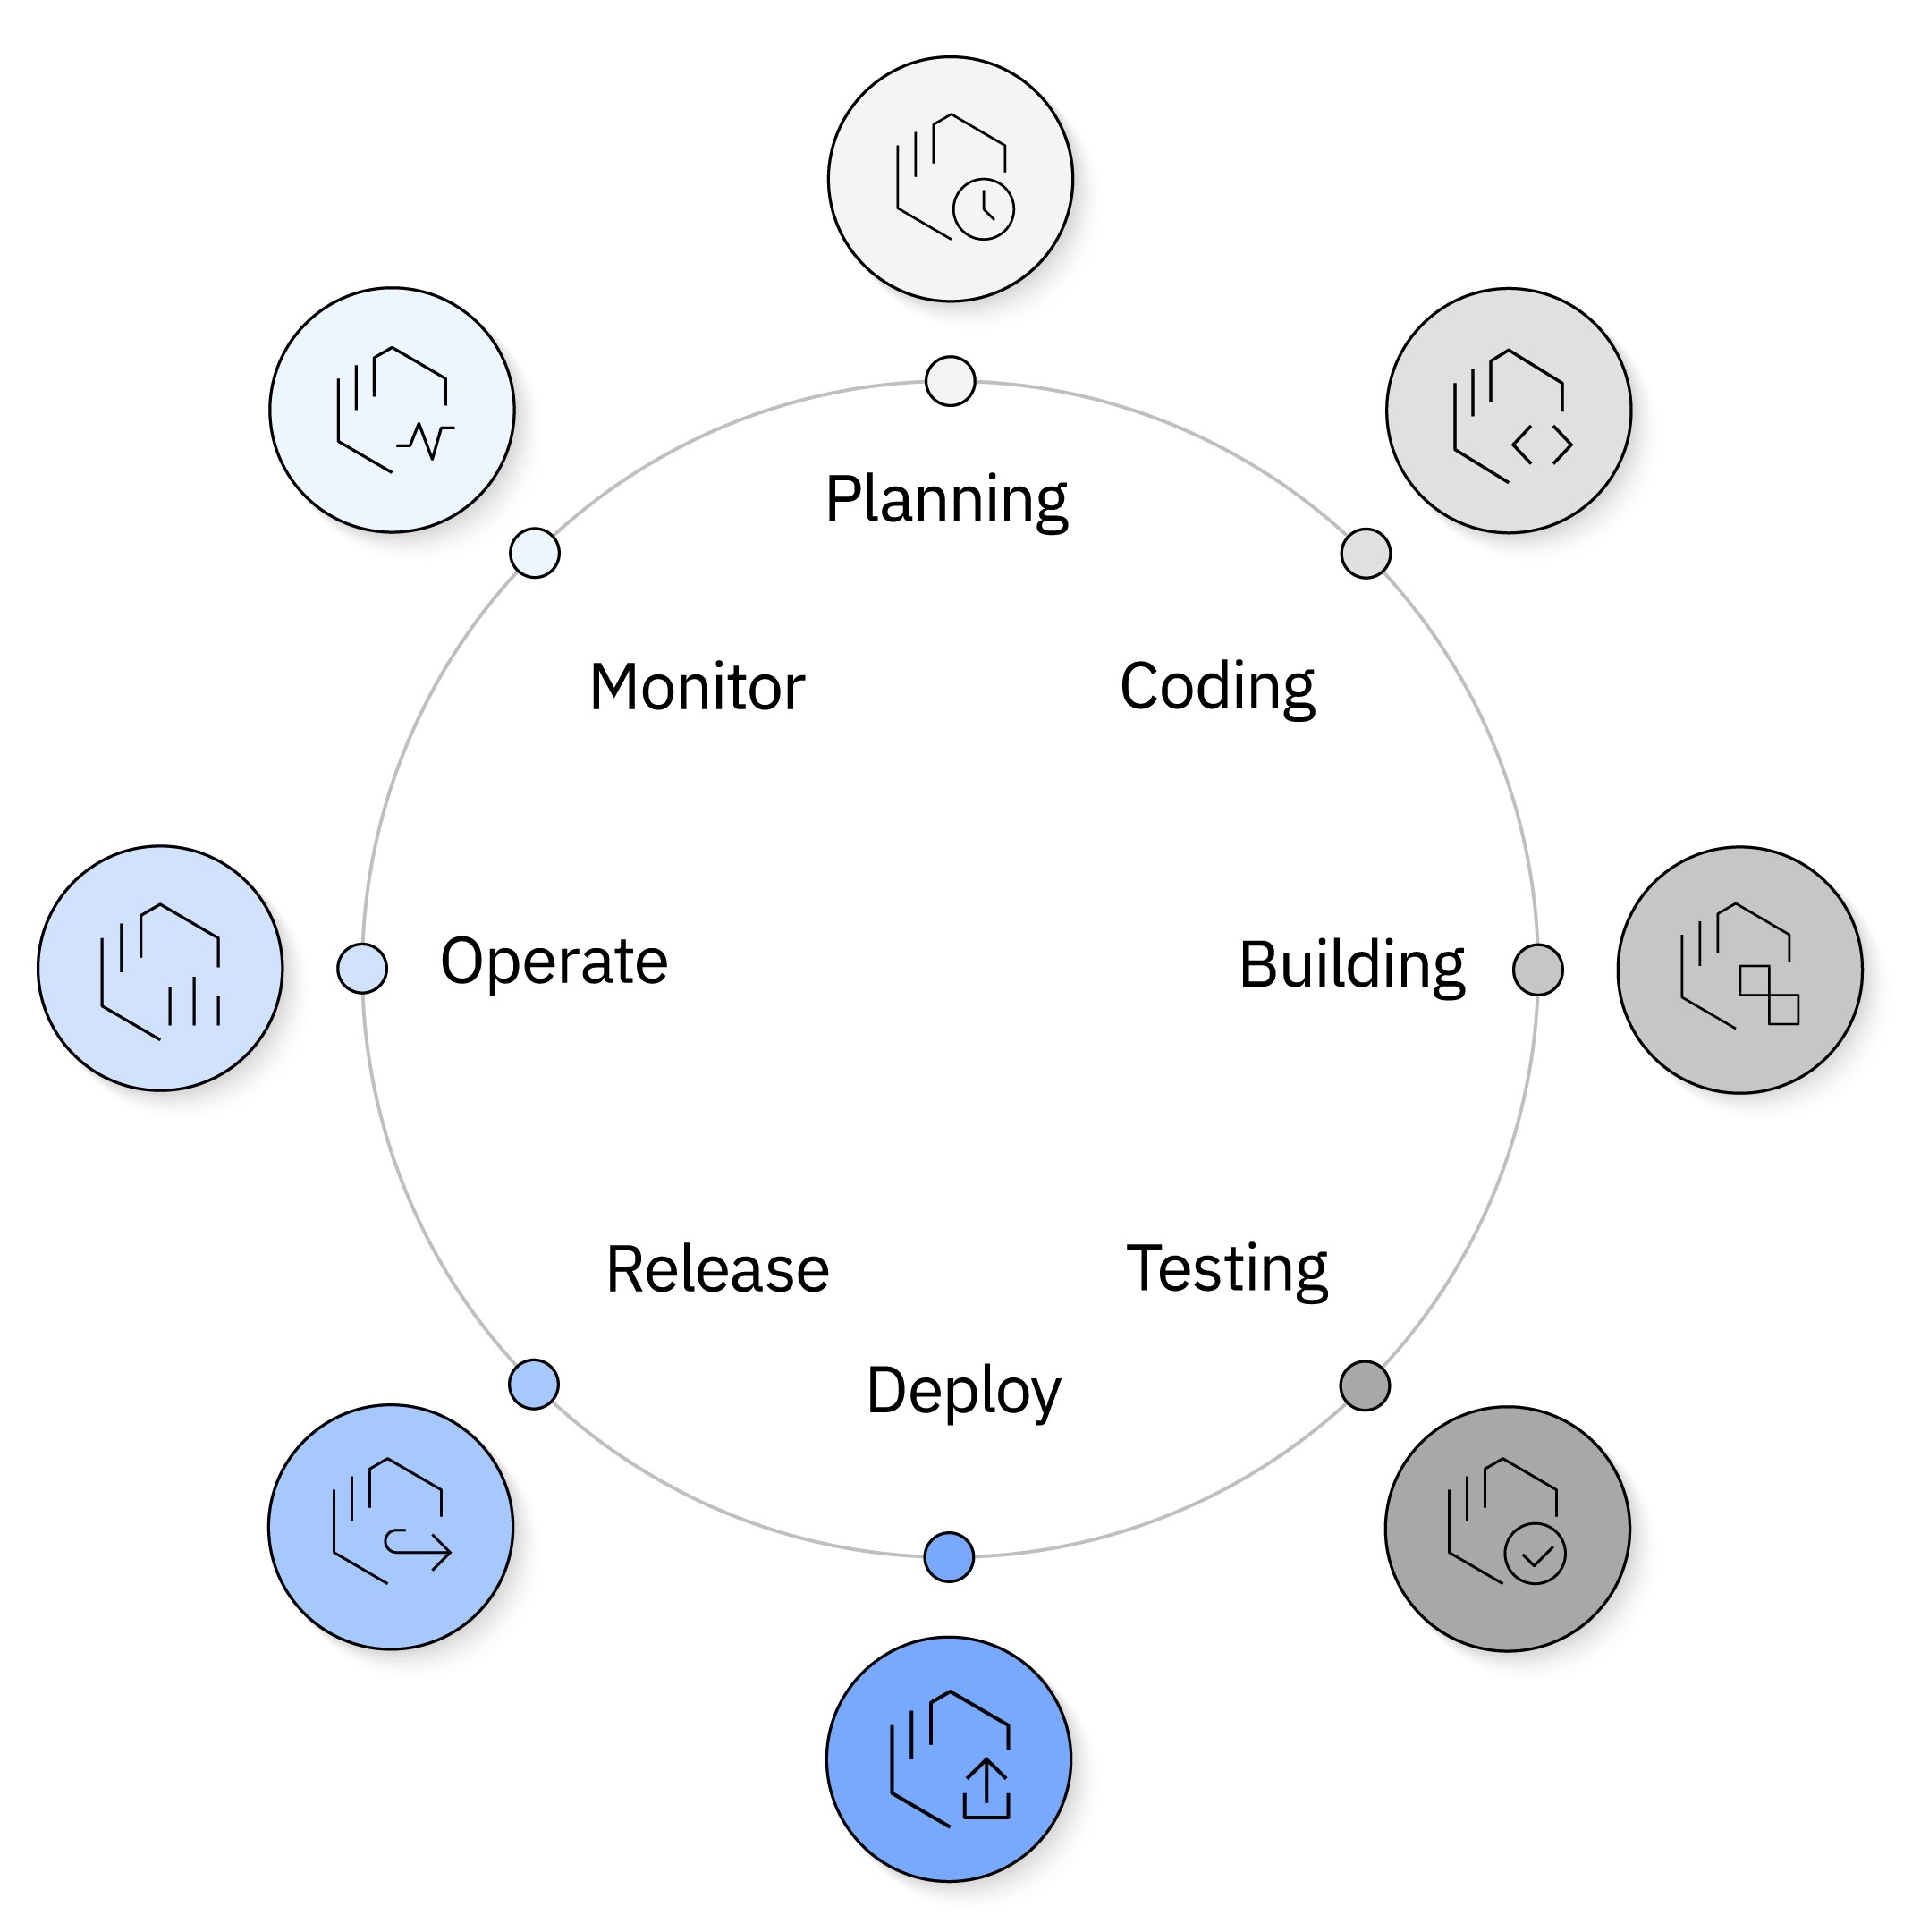 Planning
Coding
Building
Testing
Deploy
Release
Operate
Monitor